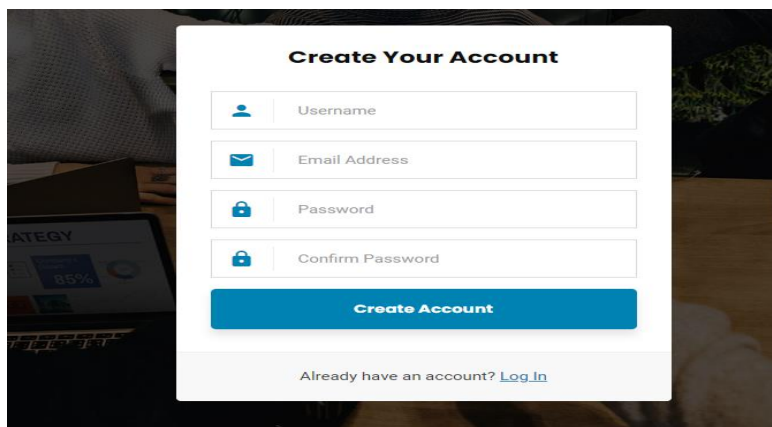 Create Your Account
Username
Email Address
Password
ATEGY
85%
Confirm Password
Create Account
Already have an account? Log In